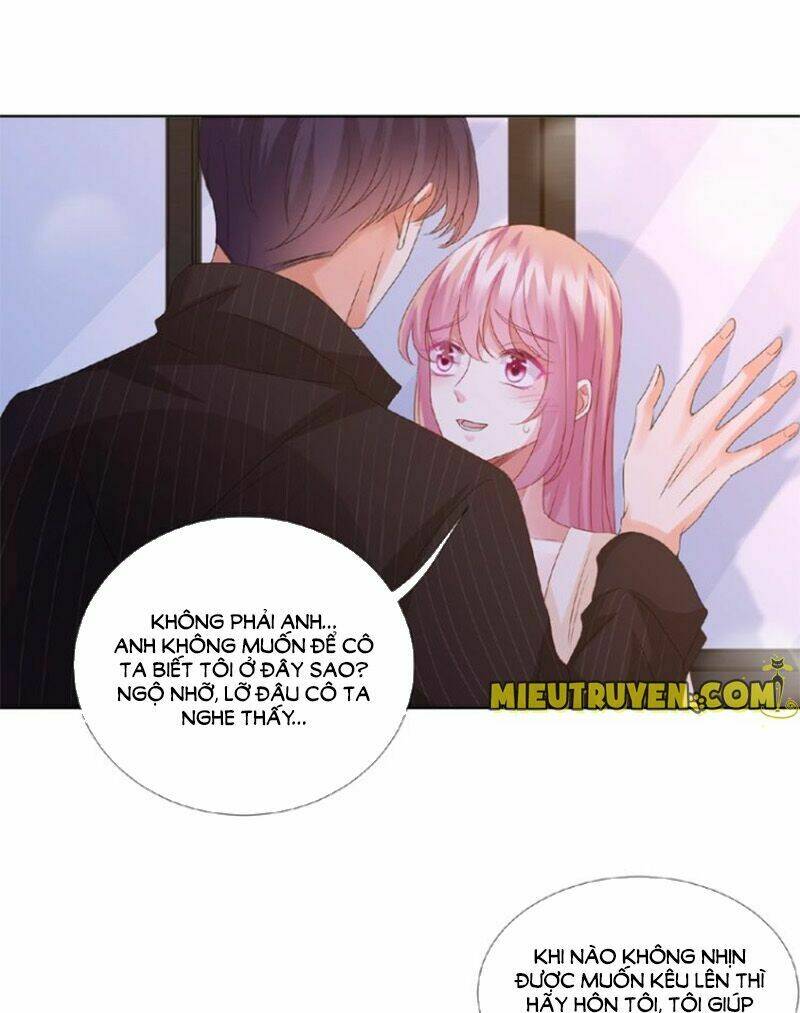 KHÔNG PHẢI ANH...
ANH KHÔNG MUỐN ĐỂ CÔ
TA BIẾT TÔI Ở ĐÂY SAO?
NGỘ NHỠ, LỠ ĐÂU CÔ TA
NGHE THẤY...
MIEUTRUYEN.COM
KHI NÀO KHÔNG NHỊN
ĐƯỢC MUỐN KÊU LÊN THÌ
HÃY HÔN TÔI, TÔI GIÚP